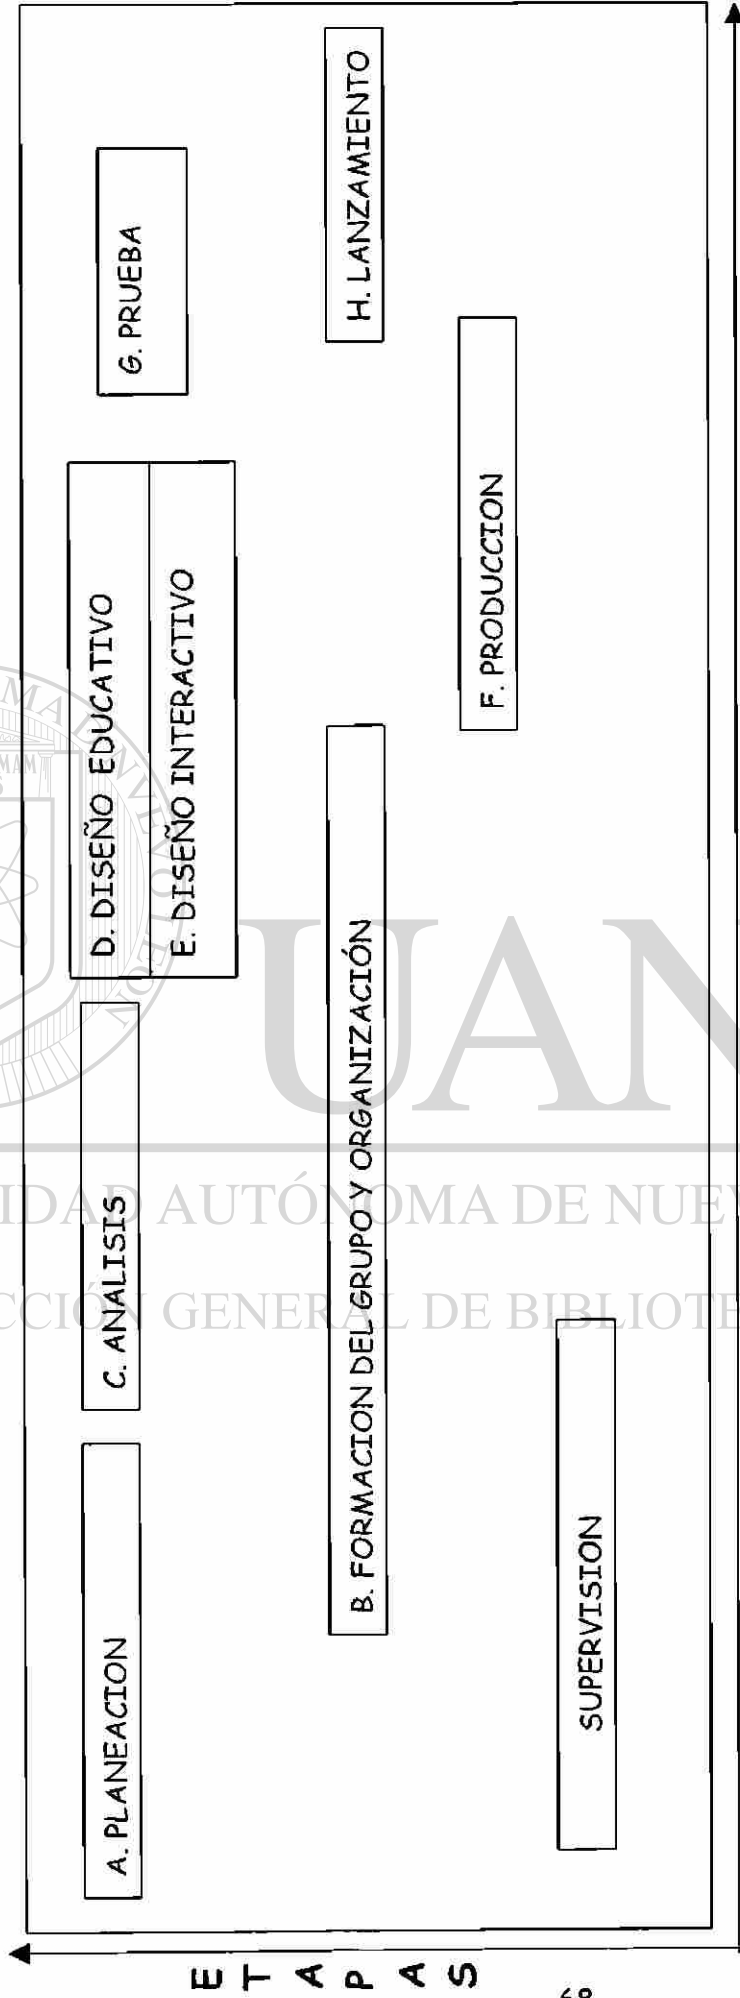 A. PLANEACION
C. ANALISIS
D. DISEÑO EDUCATIVO
E. DISEÑO INTERACTIVO
G. PRUEBA
B. FORMACION DEL GRUPO Y ORGANIZACIÓN
H. LANZAMIENTO
F. PRODUCCION
SUPERVISION
ETAPAS
UAN
IDAD AUTÓNOMA DE NUEV
CCIÓN GENERAL DE BIBLIOTE